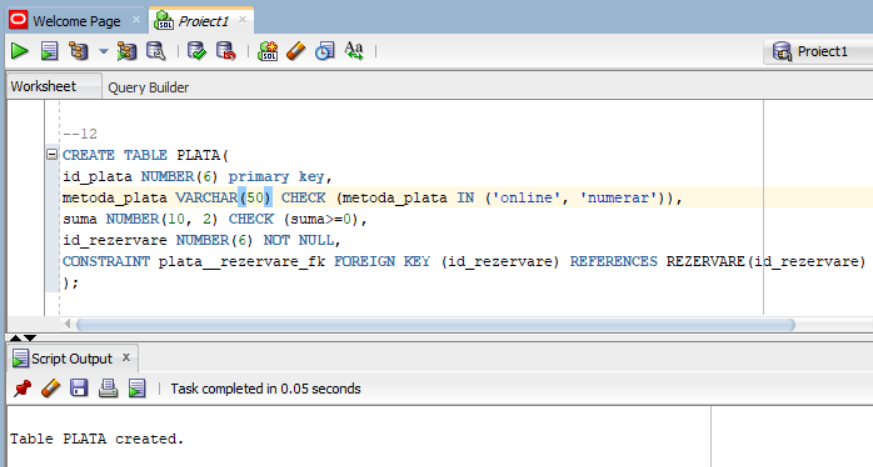 Welcome Page
Proiect1
Proiect1
Worksheet
Query Builder
--12
CREATE TABLE PLATA(
id_plata NUMBER(6) primary key,
metoda_plata VARCHAR(50) CHECK (metoda_plata IN ('online', 'numerar')),
suma NUMBER(10, 2) CHECK (suma>=0),
id_rezervare NUMBER(6) NOT NULL,
CONSTRAINT plata__rezervare_fk FOREIGN KEY (id_rezervare) REFERENCES REZERVARE(id_rezervare)
);
Script Output
Task completed in 0.05 seconds
Table PLATA created.